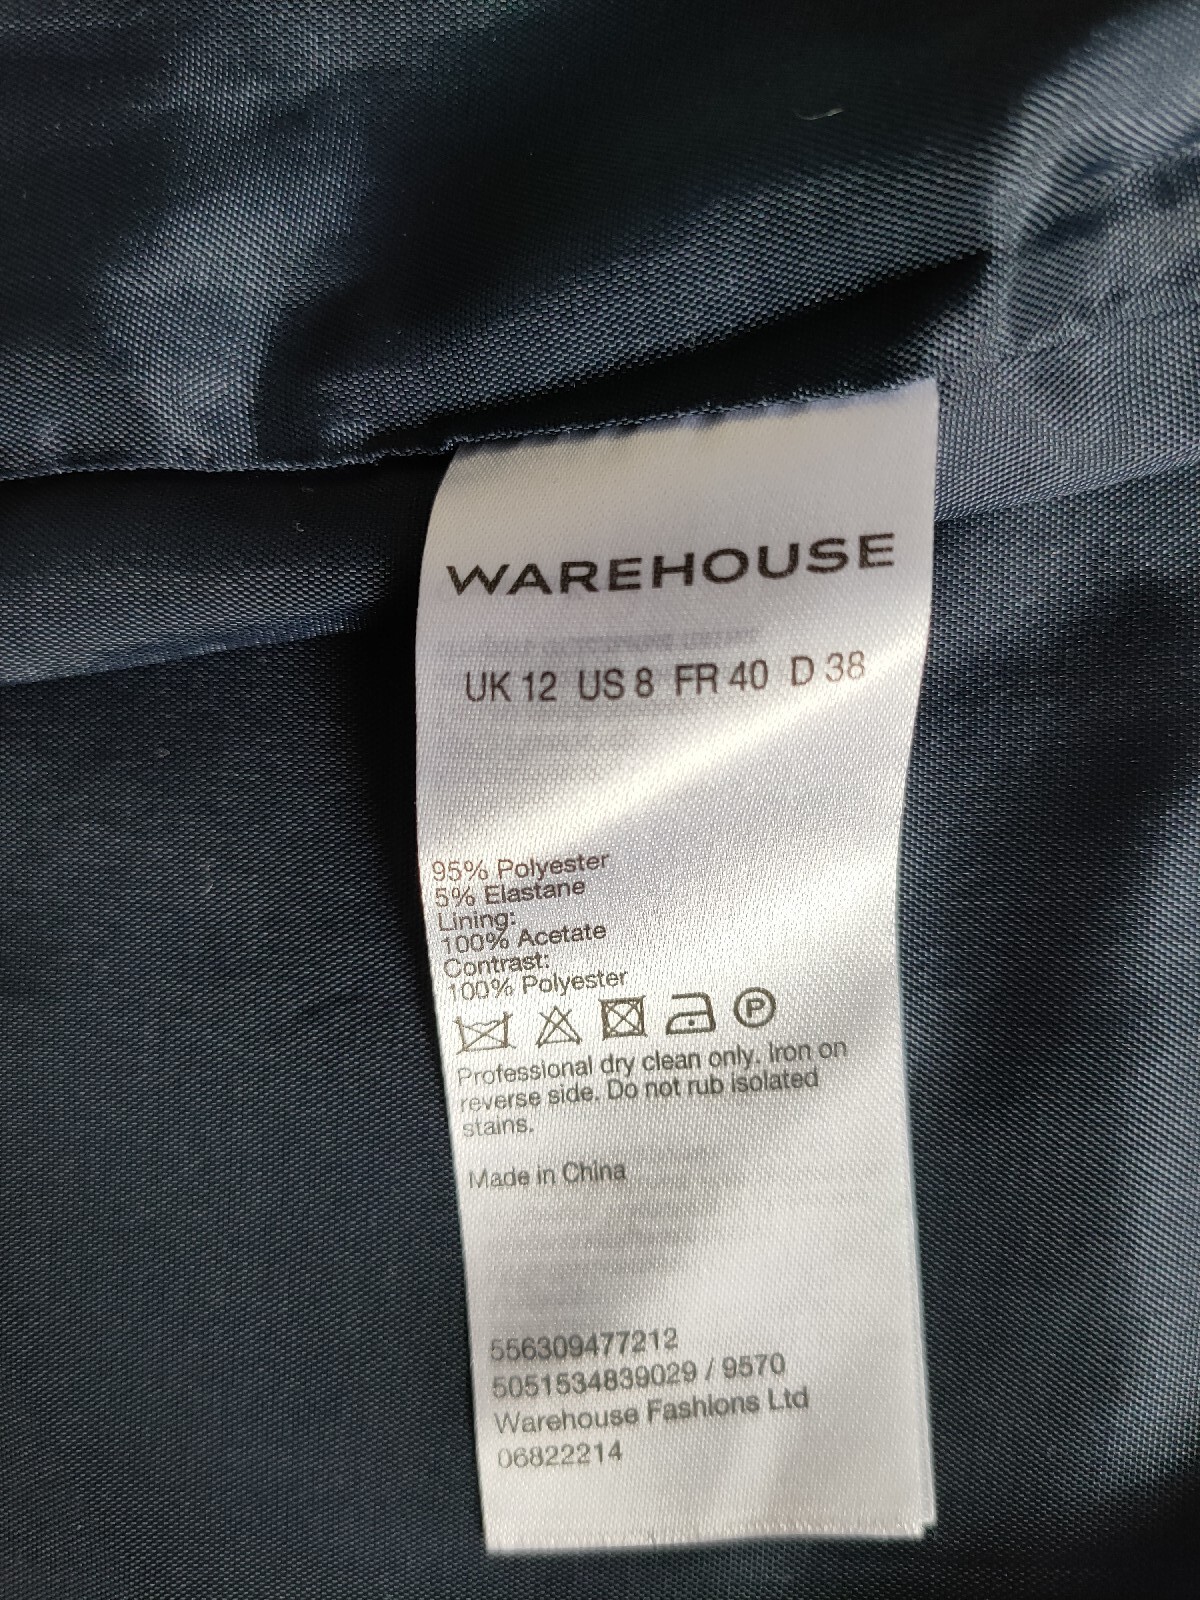 WAREHOUSE
UK 12 US 8 FR 40 D 38
95% Polyester
5% Elastane
Lining:
100% Acetate
Contrast:
100% Polyester
P
Professional dry clean only. Iron on
reverse side. Do not rub isolated
stains.
Made in China
556309477212
5051534839029 / 9570
Warehouse Fashions Ltd
06822214